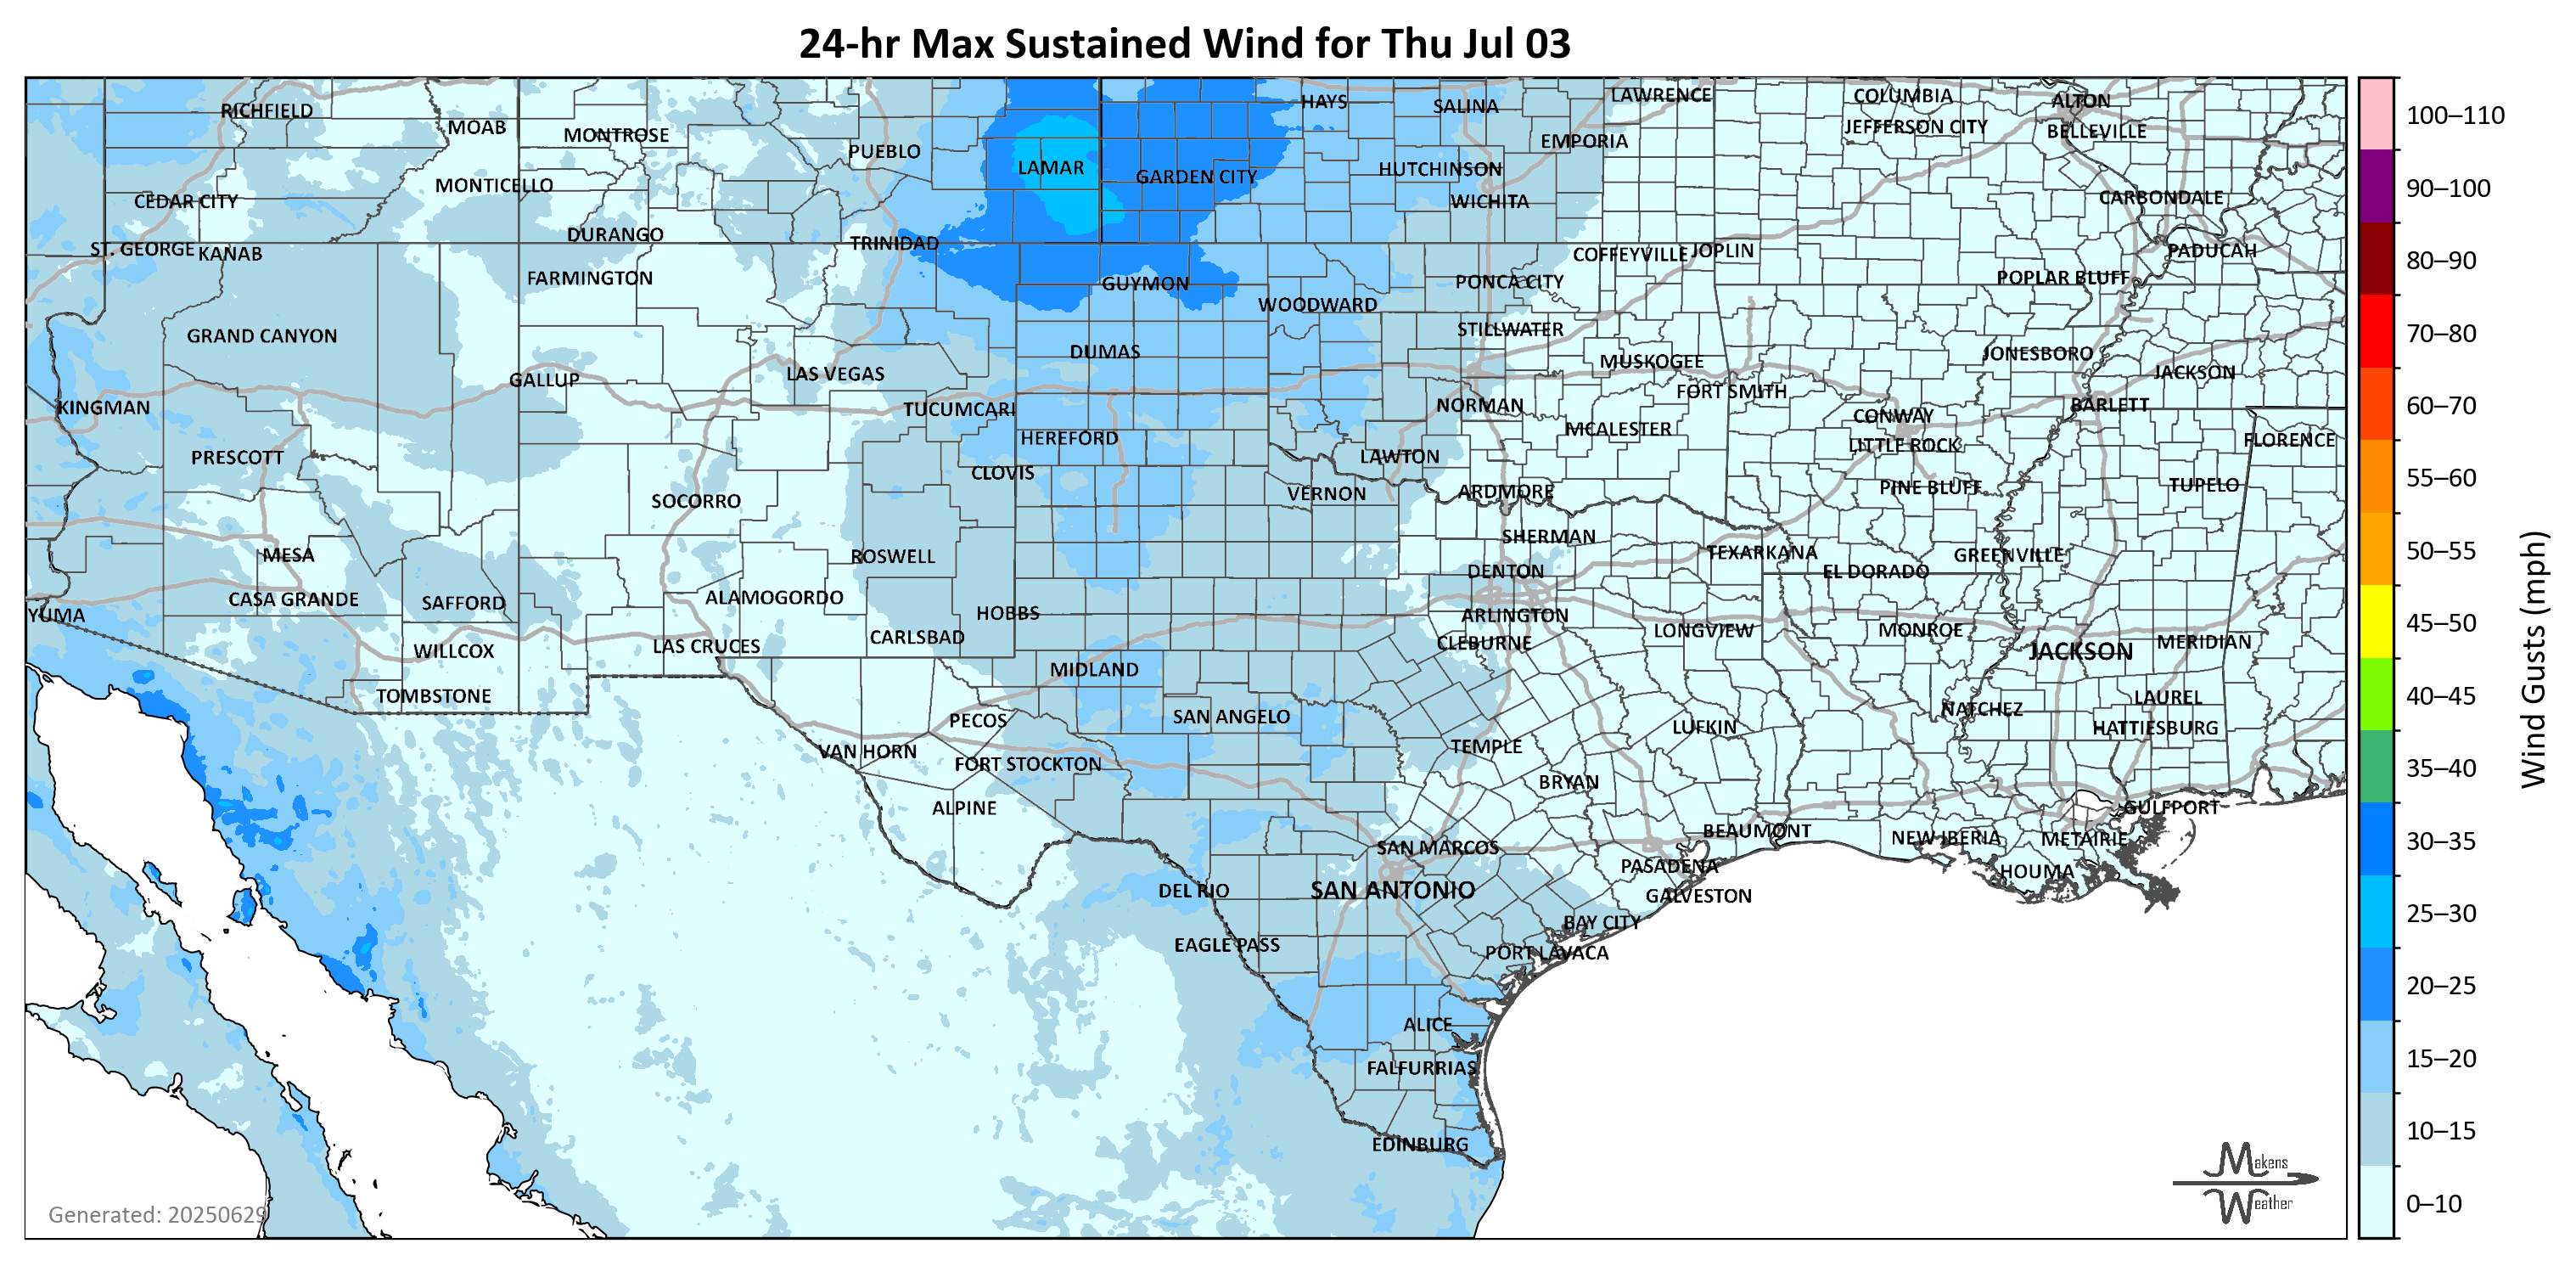 24-hr Max Sustained Wind for Thu Jul 03
RICHFIELD
MOAB
MONTROSE
PUEBLO
HAYS
SALINA
LAWRENCE
COLUMBIA
ALTON
JEFFERSON CITY
BELLEVILLE
EMPORIA
LAMAR
GARDEN CITY
HUTCHINSON
MONTICELLO
CEDAR CITY
WICHITA
CARBONDALE
DURANGO
TRINIDAD
ST. GEORGE
KANAB
COFFEYVILLE
JOPLIN
PADUCAH
FARMINGTON
GUYMON
PONCA CITY
POPLAR BLUFF
WOODWARD
GRAND CANYON
STILLWATER
DUMAS
JONESBORO
MUSKOGEE
GALLUP
LAS VEGAS
JACKSON
FORT SMITH
KINGMAN
TUCUMCARI
NORMAN
CONWAY
BARLETT
HEREFORD
MCALESTER
LITTLE ROCK
FLORENCE
PRESCOTT
CLOVIS
LAWTON
SOCORRO
VERNON
ARDMORE
PINE BLUFF
TUPELO
SHERMAN
MESA
ROSWELL
TEXARKANA
GREENVILLE
DENTON
EL DORADO
CASA GRANDE
SAFFORD
ALAMOGORDO
YUMA
HOBBS
ARLINGTON
LAS CRUCES
CARLSBAD
CLEBURNE
LONGVIEW
MONROE
MERIDIAN
WILLCOX
JACKSON
MIDLAND
TOMBSTONE
LAUREL
PECOS
SAN ANGELO
NATCHEZ
LUFKIN
HATTIESBURG
VAN HORN
TEMPLE
FORT STOCKTON
BRYAN
ALPINE
GULFPORT
BEAUMONT
NEW IBERIA
METAIRIE
SAN MARCOS
PASADENA
HOUMA
DEL RIO
SAN ANTONIO
GALVESTON
BAY CITY
EAGLE PASS
PORT LAVACA
ALICE
FALFURRIAS
EDINBURG
Generated: 20250629
Makens
Weather
100–110
90–100
80–90
70–80
60–70
55–60
50–55
45–50
40–45
35–40
30–35
25–30
20–25
15–20
10–15
0–10
Wind Gusts (mph)